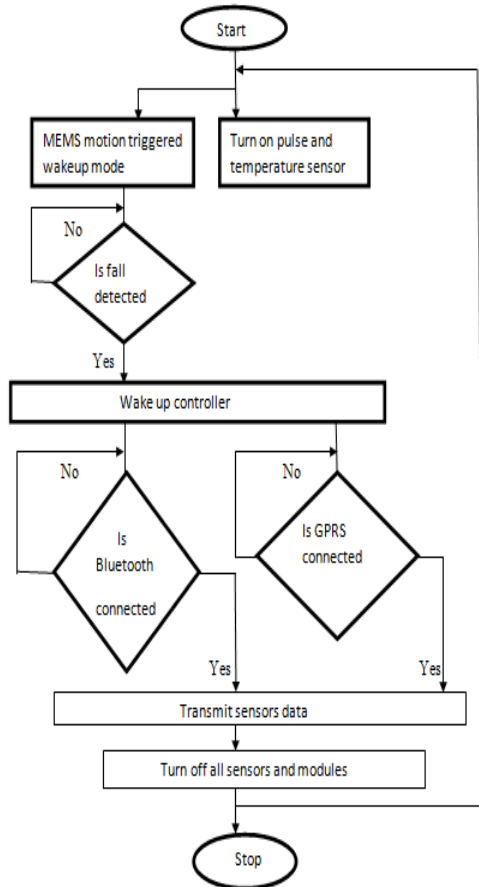 Start
MEMS motion triggered
wakeup mode
Turn on pulse and
temperature sensor
No
Is fall
detected
Yes
Wake up controller
No
Is
Bluetooth
connected
No
Is GPRS
connected
Yes
Yes
Transmit sensors data
Turn off all sensors and modules
Stop